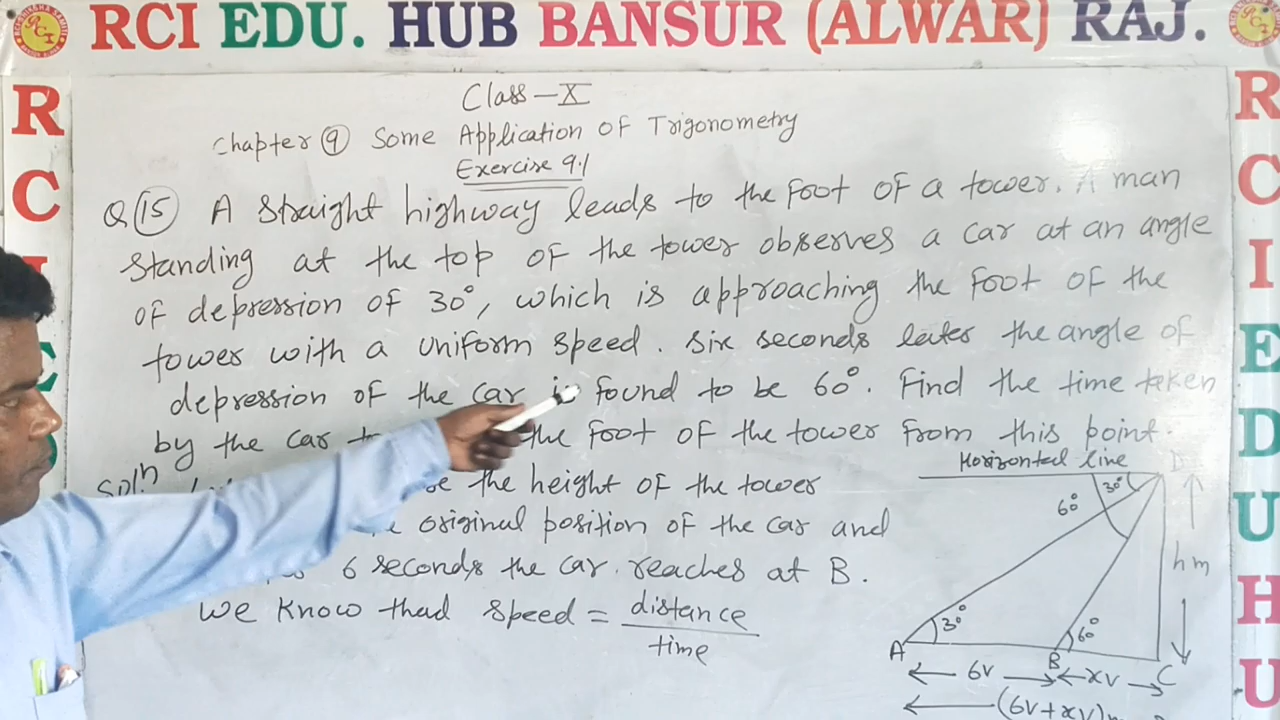 RCI EDU. HUB BANSUR (ALWAR) RAJ.
Class - X
Chapter 9 Some Application of Trigonometry
Exercise 9.1
Q 15 A straight highway leads to the foot of a tower. A man
standing at the top of the tower observes a car at an angle
of depression of 30°, which is approaching the foot of the
tower with a uniform speed. Six seconds later the angle of
depression of the car is found to be 60°. Find the time taken
by the car the foot of the tower from this point.
Horizontal line D
Sol^n the height of the tower
original position of the car and
6 seconds the car reaches at B.
We know that speed = distance
time
60° 30°
h m
30° 60°
A B C
6v xv
(6v+xv)
R
C
E
R
C
I
E
D
U
H
U